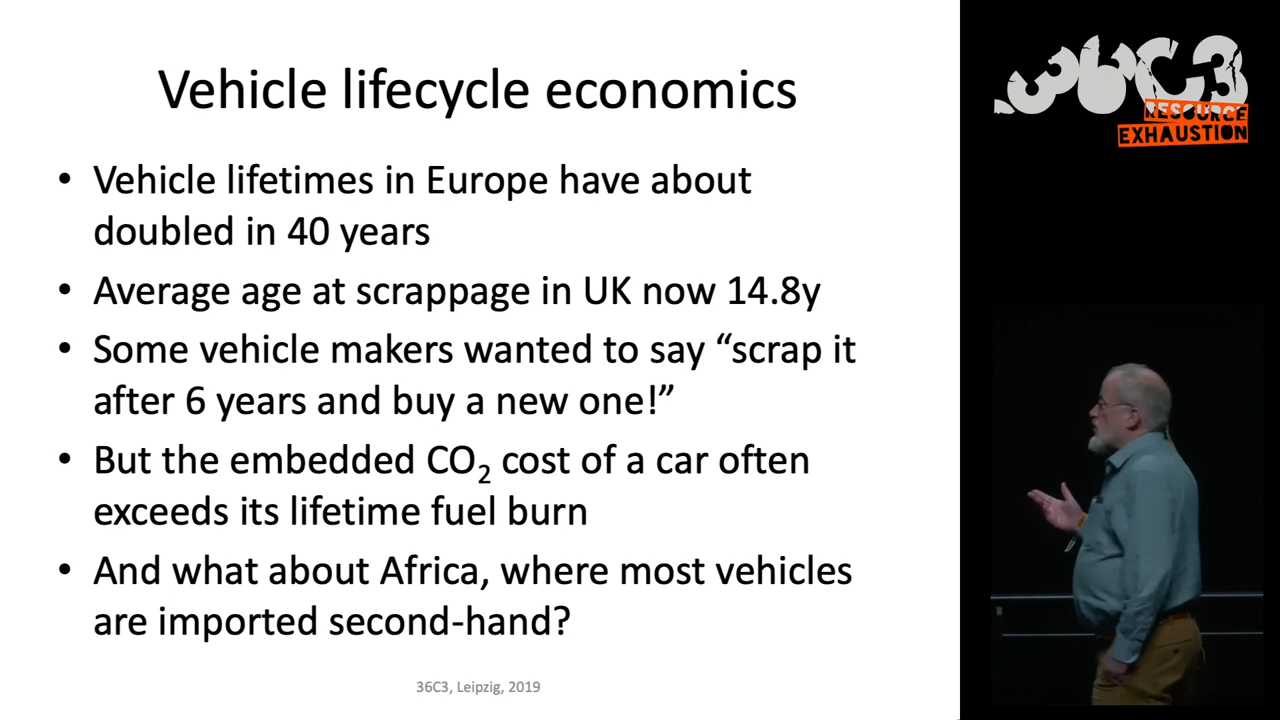 Vehicle lifecycle economics
• Vehicle lifetimes in Europe have about
doubled in 40 years
• Average age at scrappage in UK now 14.8y
• Some vehicle makers wanted to say “scrap it
after 6 years and buy a new one!”
• But the embedded CO₂ cost of a car often
exceeds its lifetime fuel burn
• And what about Africa, where most vehicles
are imported second-hand?
36C3, Leipzig, 2019
36C3
RESOURCE
EXHAUSTION